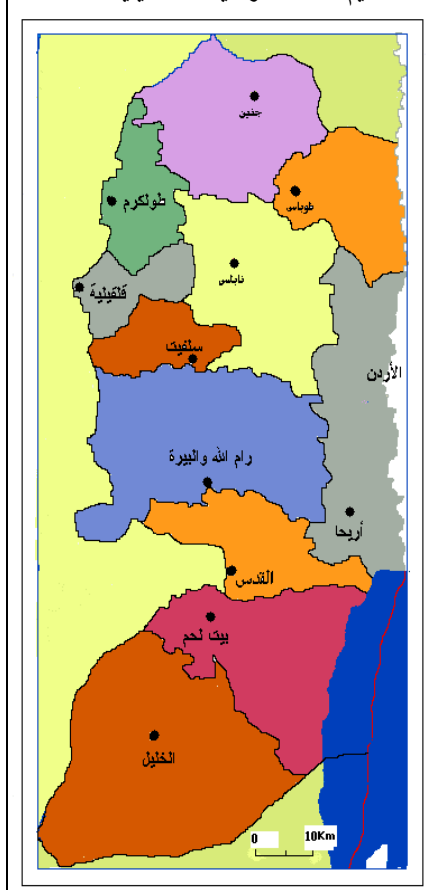 جنين
طوباس
طولكرم
نابلس
قلقيلية
سلفيت
الأردن
رام الله والبيرة
أريحا
القدس
بيت لحم
الخليل
0 10Km